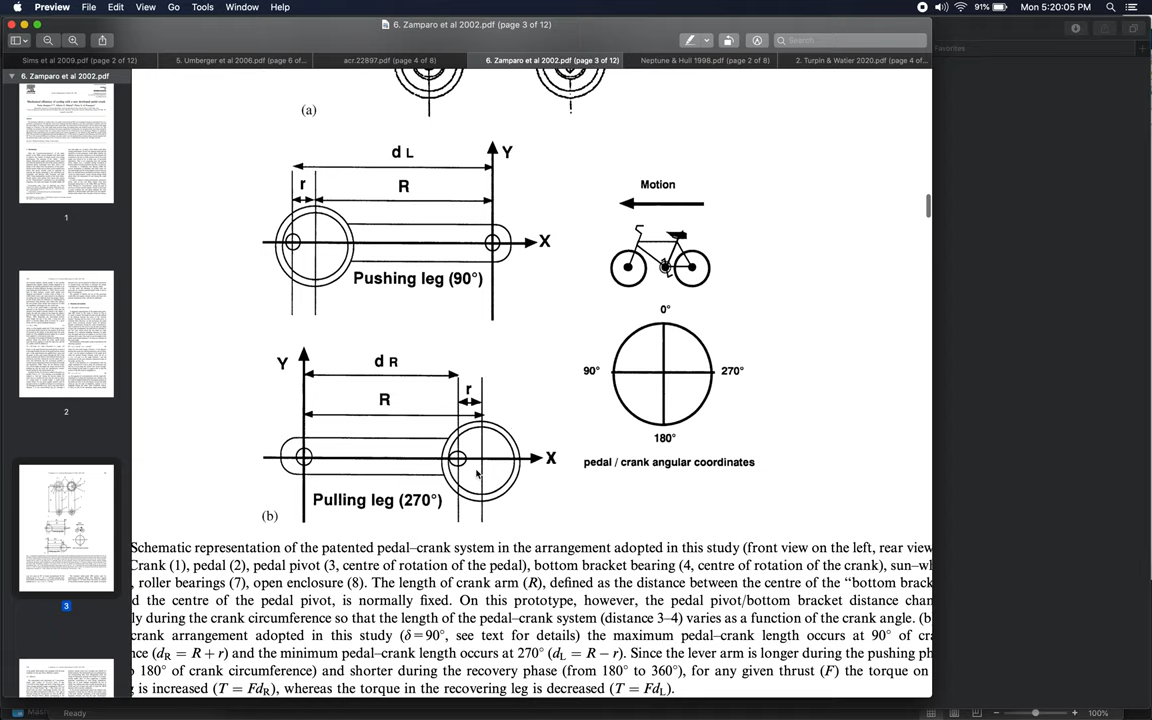 Preview File Edit View Go Tools Window Help 91% Mon 5:20:05 PM
6. Zamparo et al 2002.pdf (page 3 of 12)
Search
Favorites
Sims et al 2009.pdf (page 2 of 12) 5. Umberger et al 2006.pdf (page 6 of... acr.22897.pdf (page 4 of 8) 6. Zamparo et al 2002.pdf (page 3 of 12) Neptune & Hull 1998.pdf (page 2 of 8) 2. Turpin & Watier 2020.pdf (page 4 of...
6. Zamparo et al 2002.pdf
1
2
3
(a)
d L
Y
r
R
X
Pushing leg (90°)
Motion
0°
90°
270°
180°
pedal / crank angular coordinates
Y
d R
r
R
X
Pulling leg (270°)
(b)
Schematic representation of the patented pedal–crank system in the arrangement adopted in this study (front view on the left, rear view
Crank (1), pedal (2), pedal pivot (3, centre of rotation of the pedal), bottom bracket bearing (4, centre of rotation of the crank), sun–wh
, roller bearings (7), open enclosure (8). The length of crank arm (R), defined as the distance between the centre of the “bottom brack
d the centre of the pedal pivot, is normally fixed. On this prototype, however, the pedal pivot/bottom bracket distance chan
ly during the crank circumference so that the length of the pedal–crank system (distance 3–4) varies as a function of the crank angle. (b
crank arrangement adopted in this study (δ = 90°, see text for details) the maximum pedal–crank length occurs at 90° of cr
nce (dR = R + r) and the minimum pedal–crank length occurs at 270° (dL = R − r). Since the lever arm is longer during the pushing ph
180° of crank circumference) and shorter during the recovery phase (from 180° to 360°), for any given thrust (F) the torque on
g is increased (T = FdR), whereas the torque in the recovering leg is decreased (T = FdL).
Ready
100%